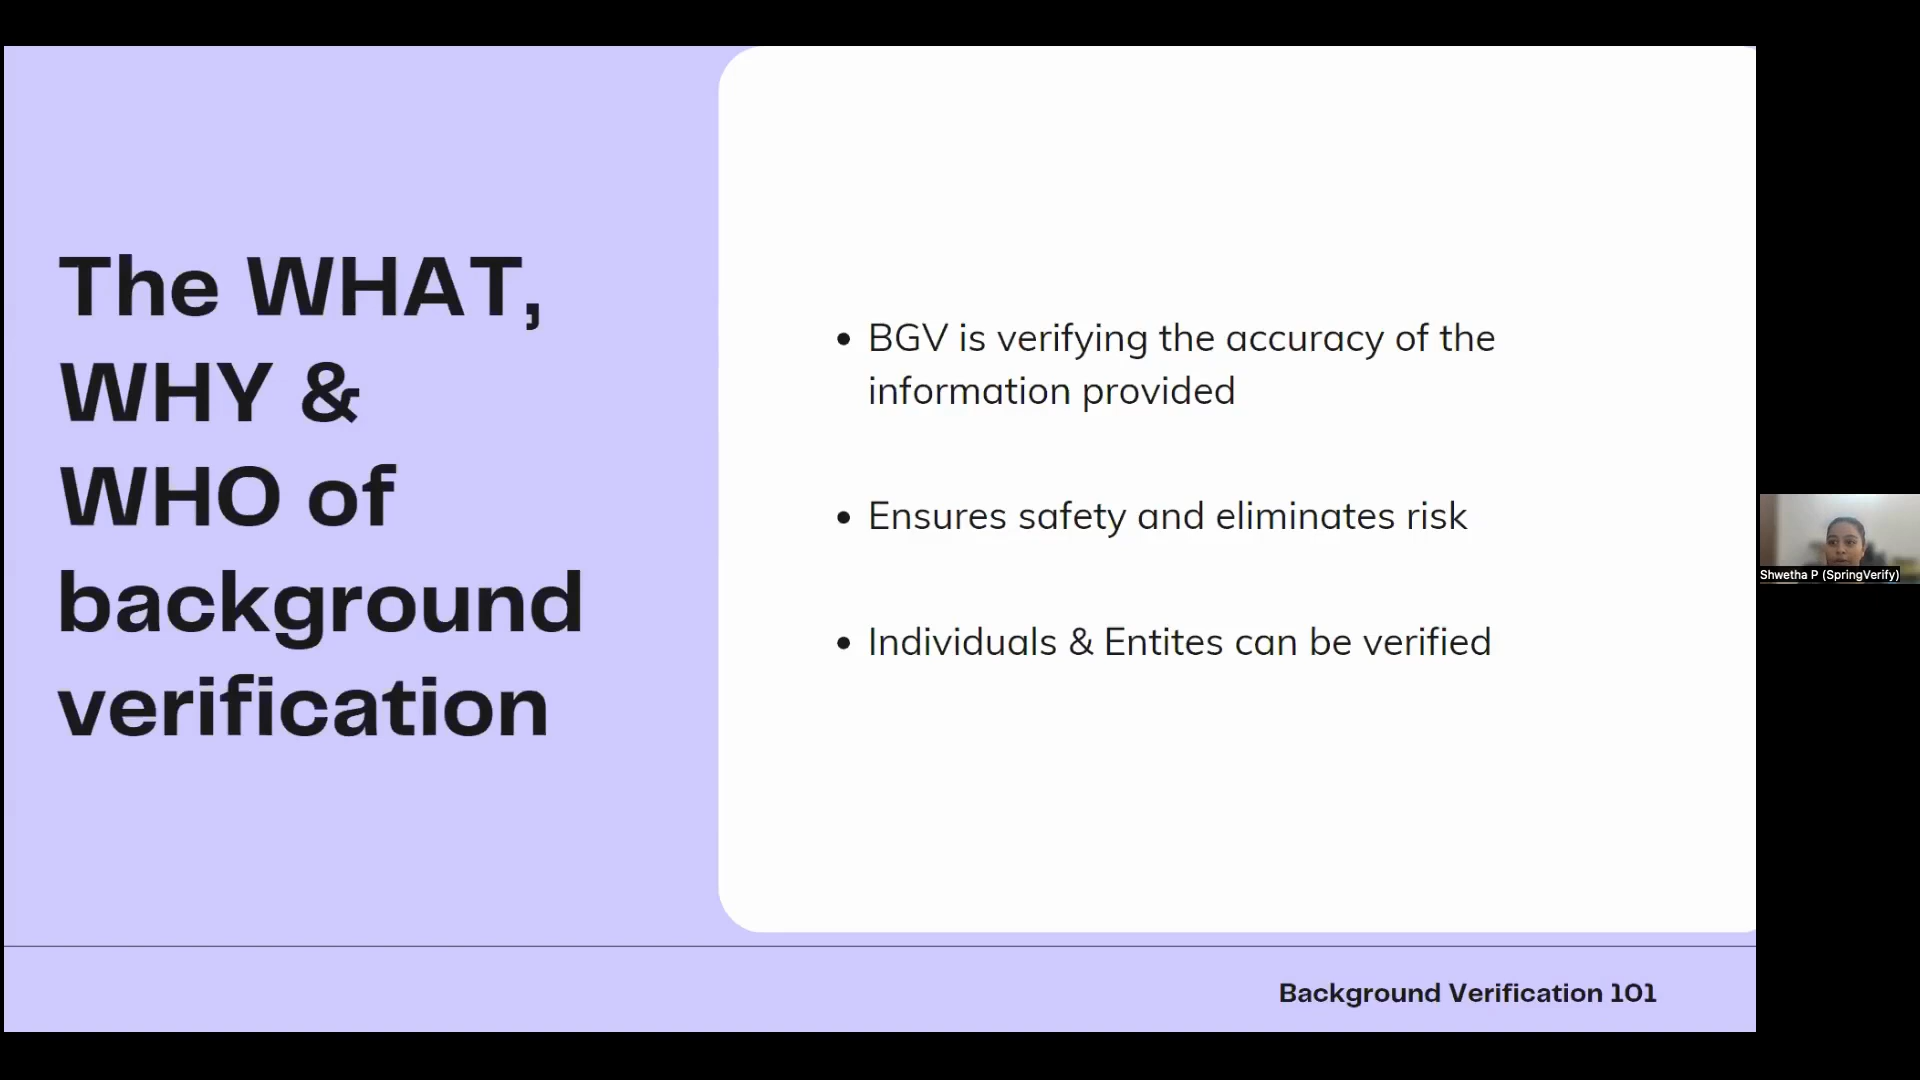 The WHAT,
WHY &
WHO of
background
verification
• BGV is verifying the accuracy of the
information provided
• Ensures safety and eliminates risk
• Individuals & Entites can be verified
Shwetha P (SpringVerify)
Background Verification 101